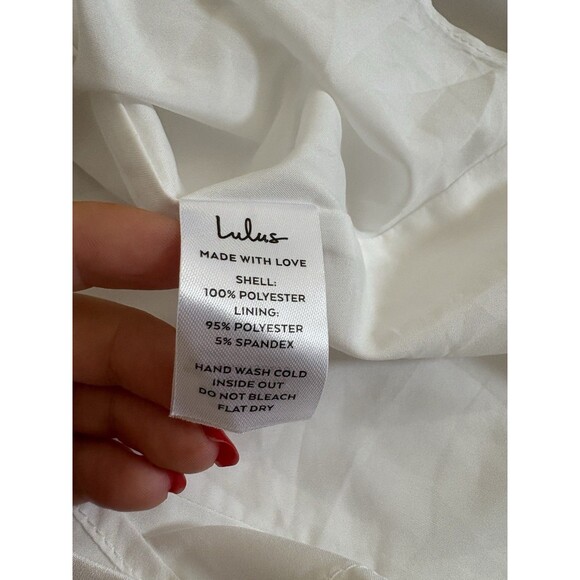 Lulus
MADE WITH LOVE
SHELL:
100% POLYESTER
LINING:
95% POLYESTER
5% SPANDEX
HAND WASH COLD
INSIDE OUT
DO NOT BLEACH
FLAT DRY